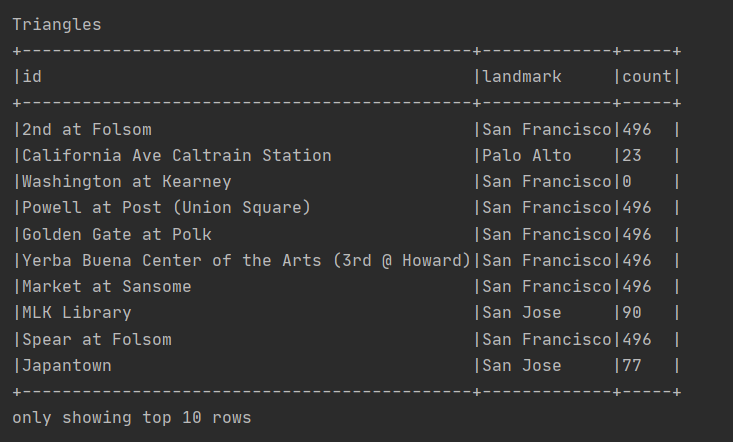 Triangles
+---------------------------------------------+-------------+-----+
|id                                           |landmark     |count|
+---------------------------------------------+-------------+-----+
|2nd at Folsom                                |San Francisco|496  |
|California Ave Caltrain Station              |Palo Alto    |23   |
|Washington at Kearney                        |San Francisco|0    |
|Powell at Post (Union Square)                |San Francisco|496  |
|Golden Gate at Polk                          |San Francisco|496  |
|Yerba Buena Center of the Arts (3rd @ Howard)|San Francisco|496  |
|Market at Sansome                            |San Francisco|496  |
|MLK Library                                  |San Jose     |90   |
|Spear at Folsom                              |San Francisco|496  |
|Japantown                                    |San Jose     |77   |
+---------------------------------------------+-------------+-----+
only showing top 10 rows